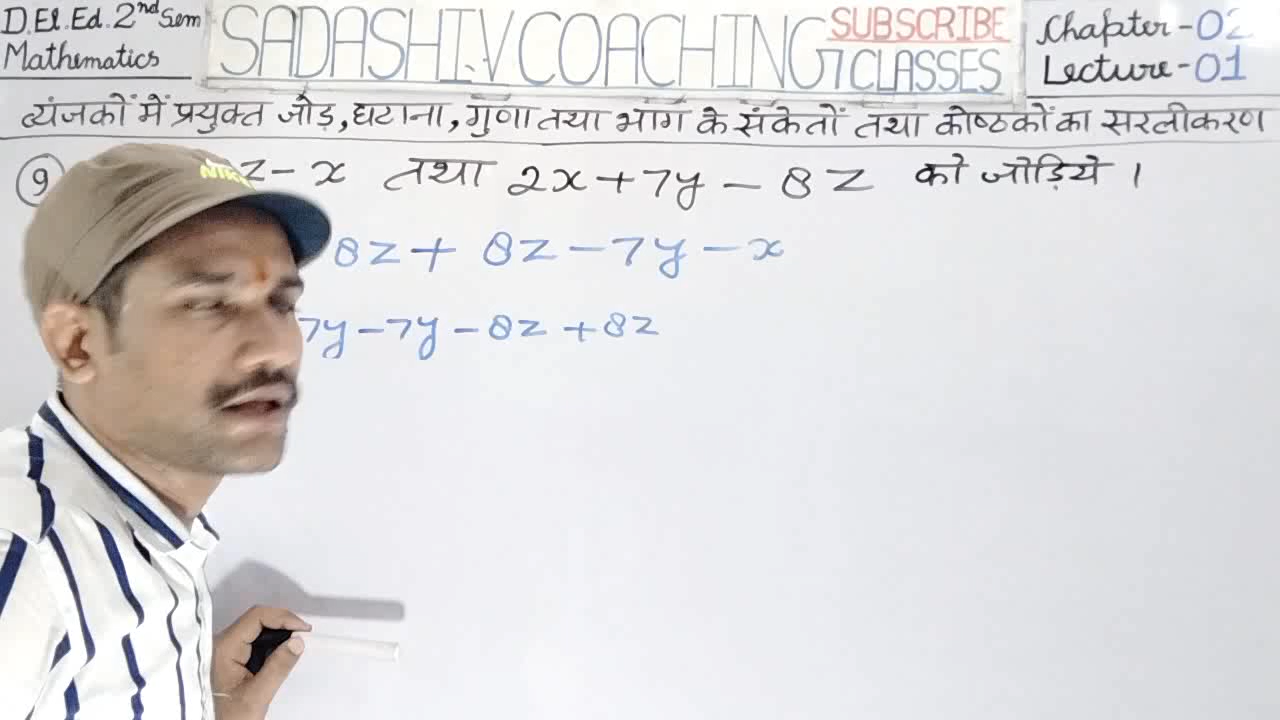 D.El.Ed. 2nd Sem
Mathematics
SADASHIV COACHING CLASSES
SUBSCRIBE
Chapter-02
Lecture-01
व्यंजकों में प्रयुक्त जोड़, घटाना, गुणा तथा भाग के संकेतों तथा कोष्ठकों का सरलीकरण
9 z - x तथा 2x + 7y - 8z को जोड़िये ।
8z + 8z - 7y - x
7y - 7y - 8z + 8z